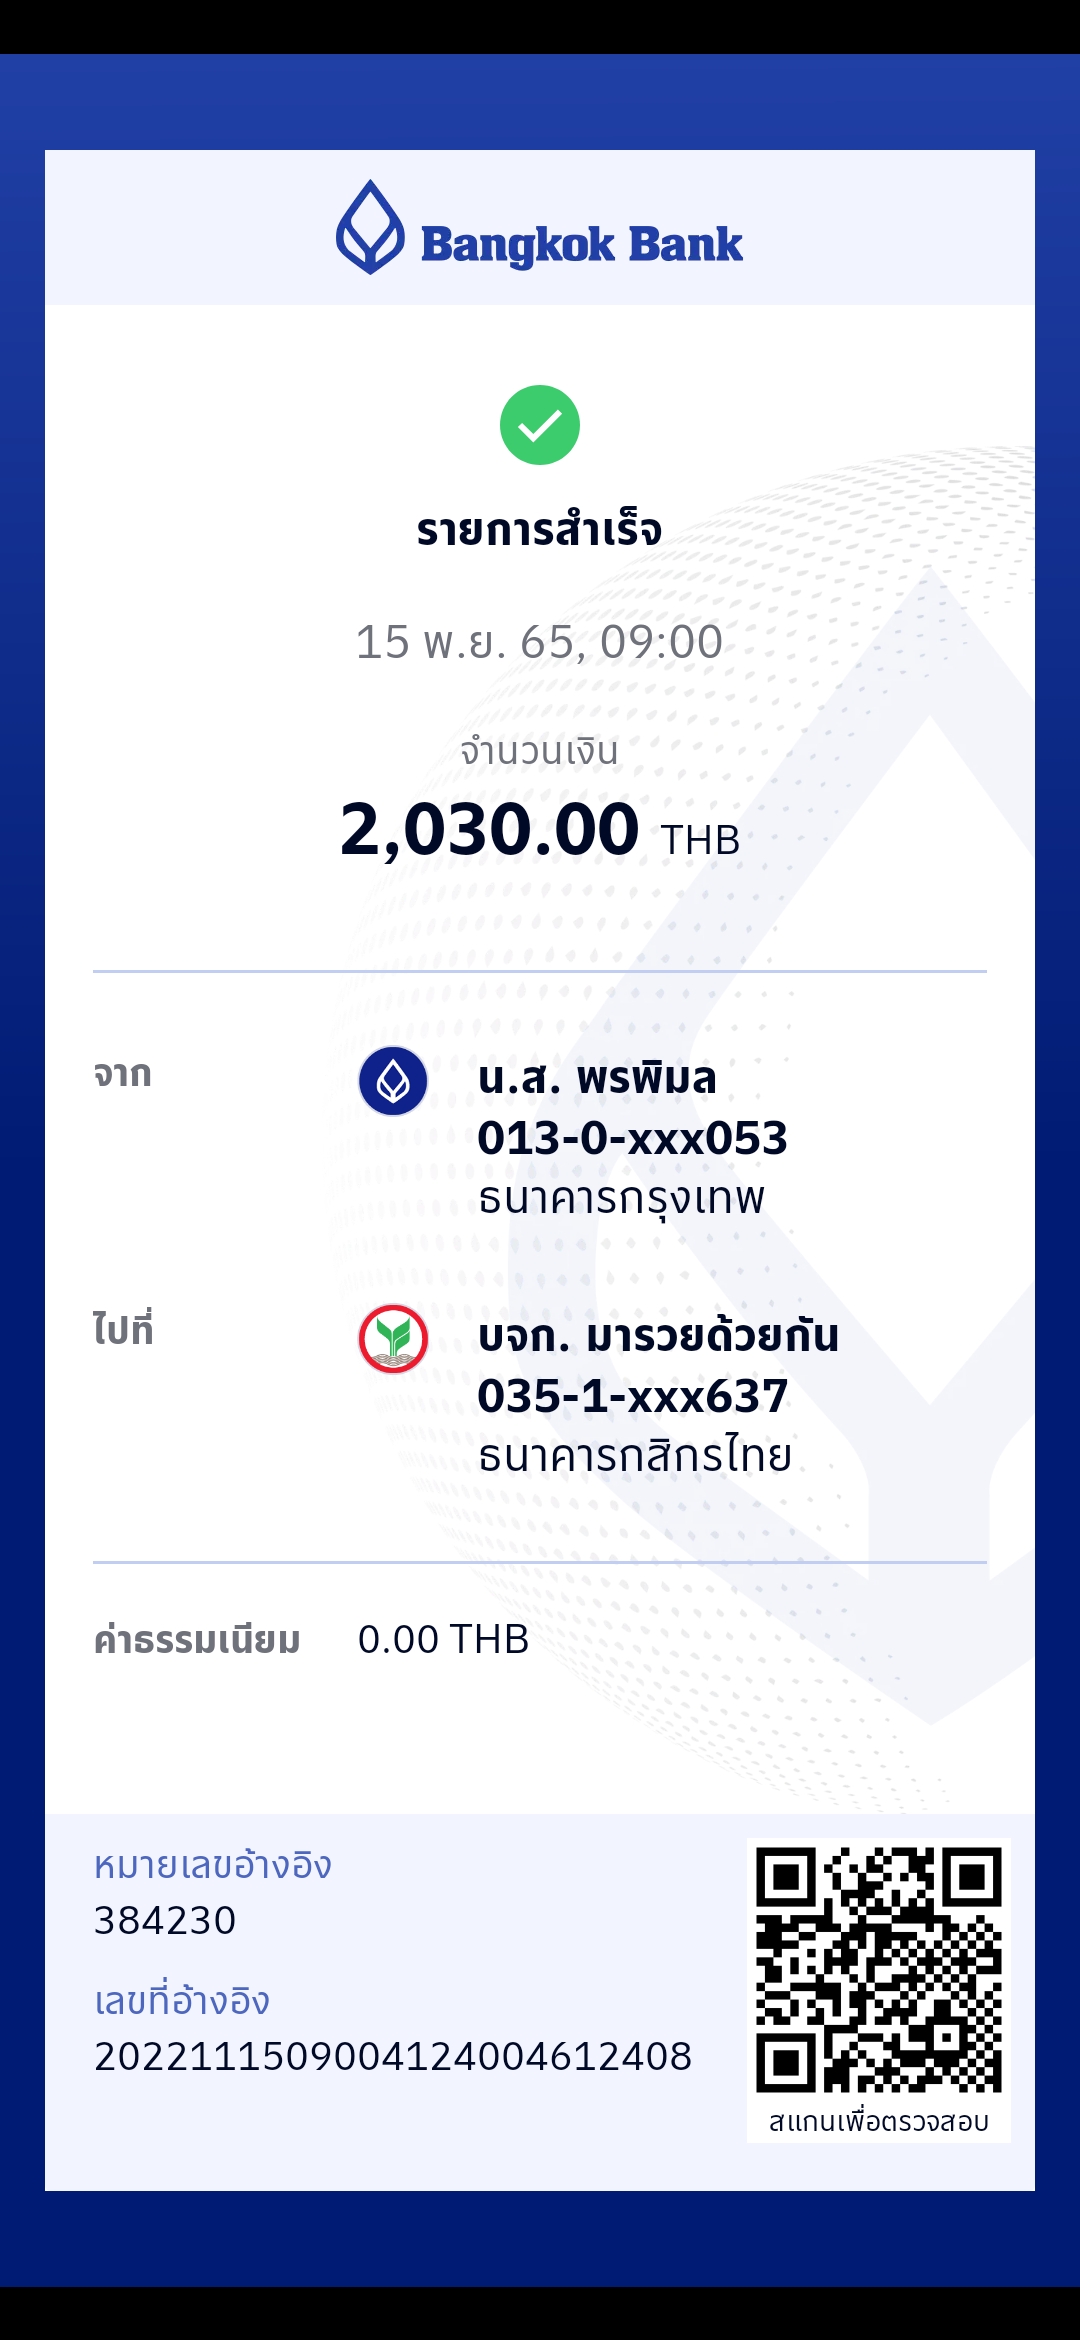 Bangkok Bank
รายการสำเร็จ
15 พ.ย. 65, 09:00
จำนวนเงิน
2,030.00 THB
จาก
น.ส. พรพิมล
013-0-xxx053
ธนาคารกรุงเทพ
ไปที่
บจก. มารวยด้วยกัน
035-1-xxx637
ธนาคารกสิกรไทย
ค่าธรรมเนียม 0.00 THB
หมายเลขอ้างอิง
384230
เลขที่อ้างอิง
2022111509004124004612408
สแกนเพื่อตรวจสอบ